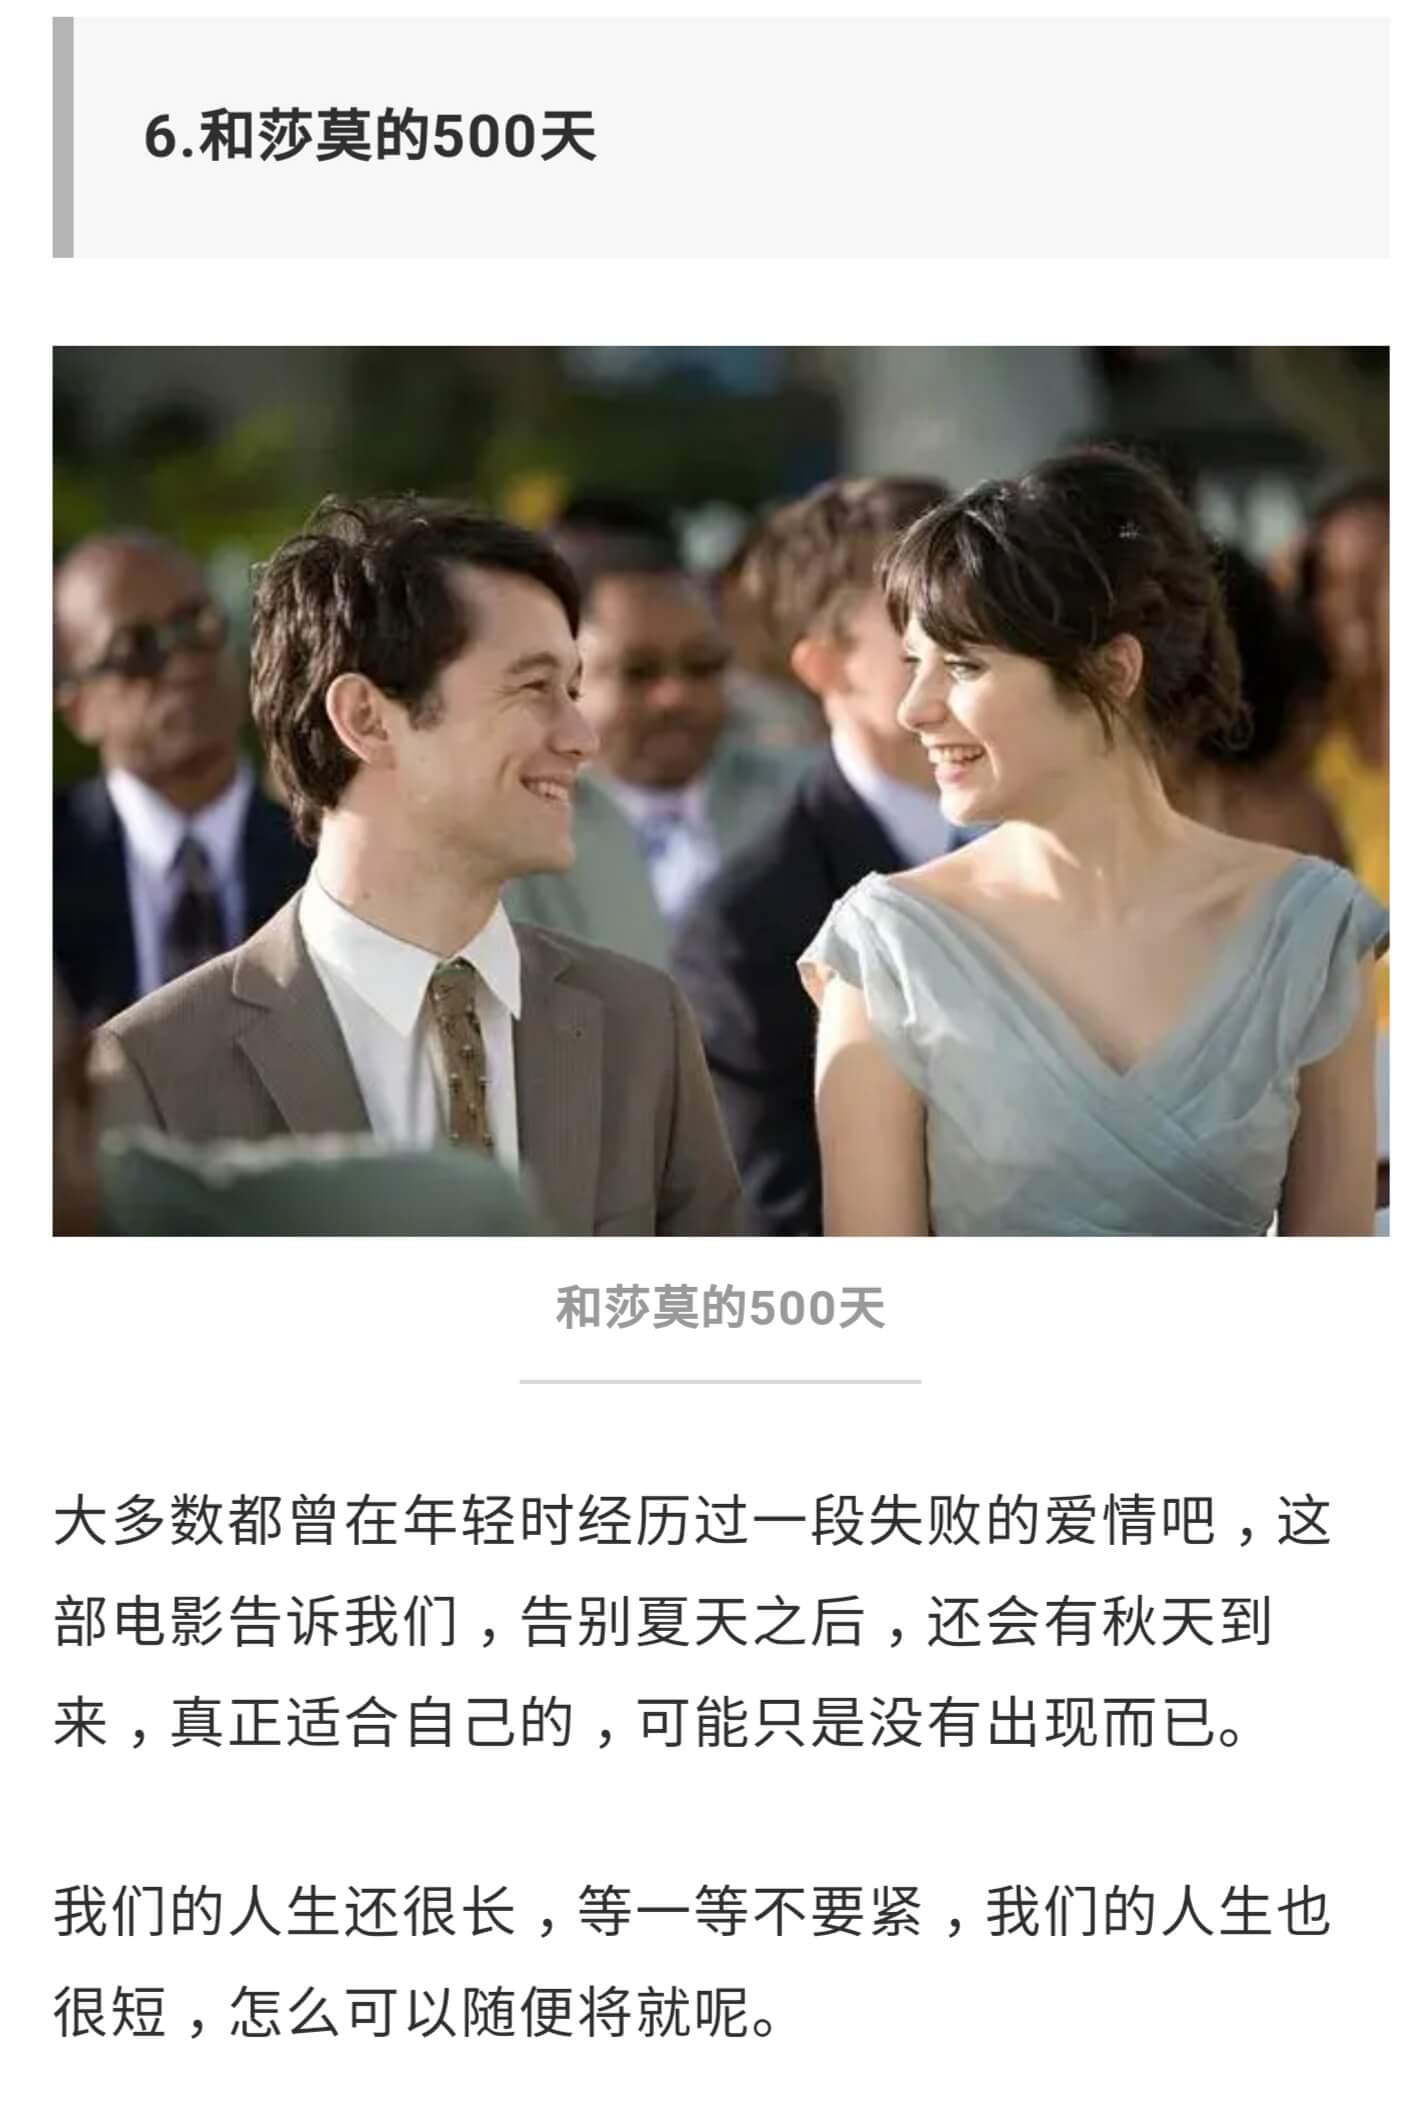 6.和莎莫的500天
和莎莫的500天
大多数都曾在年轻时经历过一段失败的爱情吧，这
部电影告诉我们，告别夏天之后，还会有秋天到
来，真正适合自己的，可能只是没有出现而已。
我们的人生还很长，等一等不要紧，我们的人生也
很短，怎么可以随便将就呢。